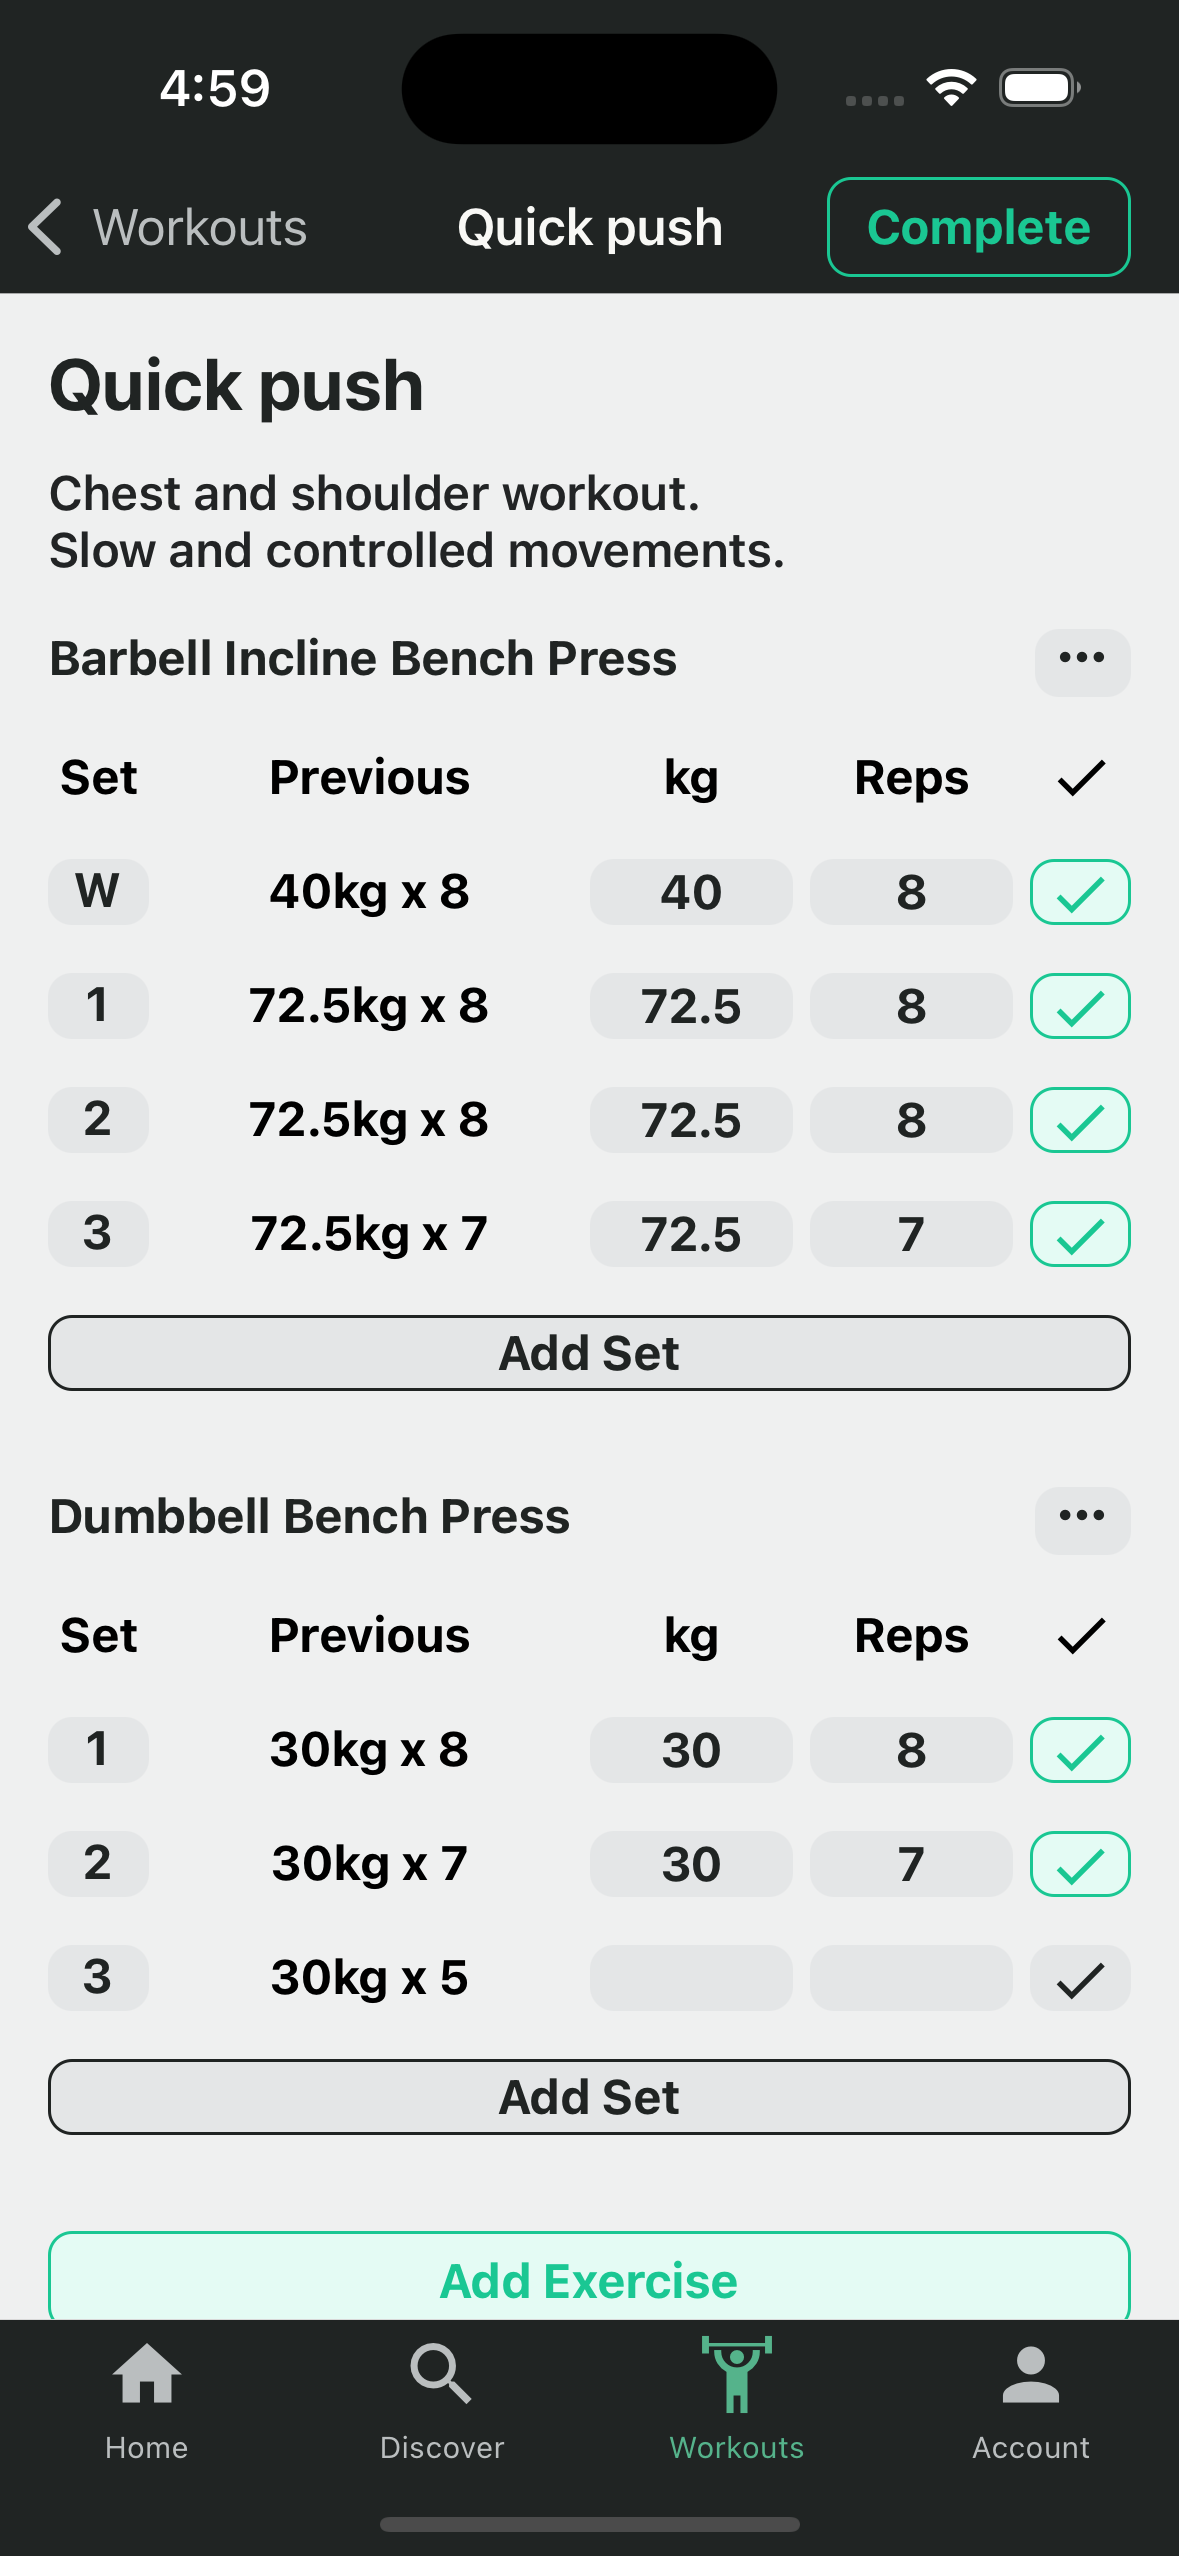 4:59
Workouts Quick push Complete
Quick push
Chest and shoulder workout.
Slow and controlled movements.
Barbell Incline Bench Press
Set Previous kg Reps
W 40kg x 8 40 8
1 72.5kg x 8 72.5 8
2 72.5kg x 8 72.5 8
3 72.5kg x 7 72.5 7
Add Set
Dumbbell Bench Press
Set Previous kg Reps
1 30kg x 8 30 8
2 30kg x 7 30 7
3 30kg x 5
Add Set
Add Exercise
Home Discover Workouts Account